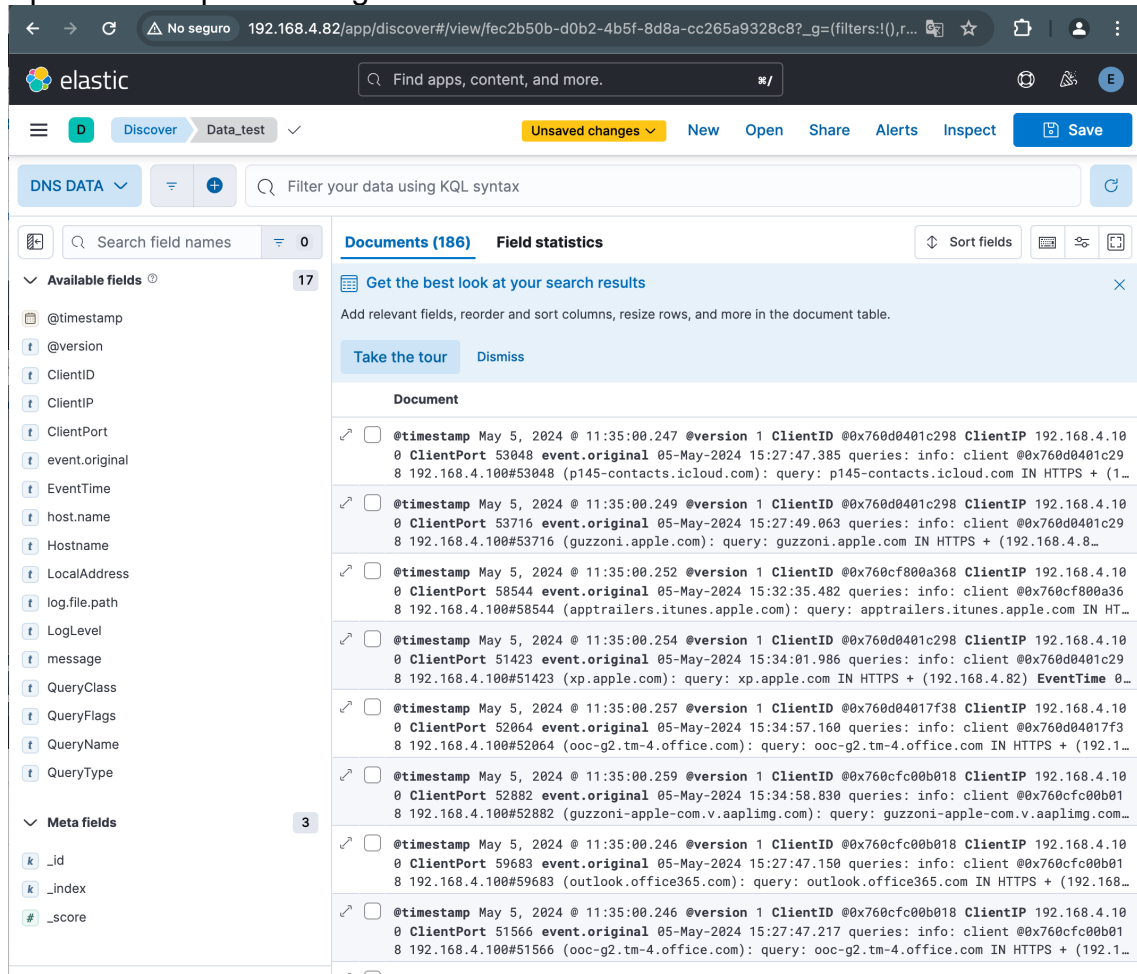 No seguro 192.168.4.82/app/discover#/view/fec2b50b-d0b2-4b5f-8d8a-cc265a9328c8?_g=(filters:!(),r...
elastic
Find apps, content, and more.
⌘/
E
D
Discover
Data_test
Unsaved changes
New
Open
Share
Alerts
Inspect
Save
DNS DATA
Filter your data using KQL syntax
Search field names
0
Documents (186)
Field statistics
Sort fields
Available fields
17
@timestamp
@version
ClientID
ClientIP
ClientPort
event.original
EventTime
host.name
Hostname
LocalAddress
log.file.path
LogLevel
message
QueryClass
QueryFlags
QueryName
QueryType
Meta fields
3
_id
_index
_score
Get the best look at your search results
Add relevant fields, reorder and sort columns, resize rows, and more in the document table.
Take the tour
Dismiss
Document
@timestamp May 5, 2024 @ 11:35:00.247 @version 1 ClientID @0x760d0401c298 ClientIP 192.168.4.10
0 ClientPort 53048 event.original 05-May-2024 15:27:47.385 queries: info: client @0x760d0401c29
8 192.168.4.100#53048 (p145-contacts.icloud.com): query: p145-contacts.icloud.com IN HTTPS + (1…
@timestamp May 5, 2024 @ 11:35:00.249 @version 1 ClientID @0x760d0401c298 ClientIP 192.168.4.10
0 ClientPort 53716 event.original 05-May-2024 15:27:49.063 queries: info: client @0x760d0401c29
8 192.168.4.100#53716 (guzzoni.apple.com): query: guzzoni.apple.com IN HTTPS + (192.168.4.8…
@timestamp May 5, 2024 @ 11:35:00.252 @version 1 ClientID @0x760cf800a368 ClientIP 192.168.4.10
0 ClientPort 58544 event.original 05-May-2024 15:32:35.482 queries: info: client @0x760cf800a36
8 192.168.4.100#58544 (apptrailers.itunes.apple.com): query: apptrailers.itunes.apple.com IN HT…
@timestamp May 5, 2024 @ 11:35:00.254 @version 1 ClientID @0x760d0401c298 ClientIP 192.168.4.10
0 ClientPort 51423 event.original 05-May-2024 15:34:01.986 queries: info: client @0x760d0401c29
8 192.168.4.100#51423 (xp.apple.com): query: xp.apple.com IN HTTPS + (192.168.4.82) EventTime 0…
@timestamp May 5, 2024 @ 11:35:00.257 @version 1 ClientID @0x760d04017f38 ClientIP 192.168.4.10
0 ClientPort 52064 event.original 05-May-2024 15:34:57.160 queries: info: client @0x760d04017f3
8 192.168.4.100#52064 (ooc-g2.tm-4.office.com): query: ooc-g2.tm-4.office.com IN HTTPS + (192.1…
@timestamp May 5, 2024 @ 11:35:00.259 @version 1 ClientID @0x760cfc00b018 ClientIP 192.168.4.10
0 ClientPort 52882 event.original 05-May-2024 15:34:58.830 queries: info: client @0x760cfc00b01
8 192.168.4.100#52882 (guzzoni-apple-com.v.aaplimg.com): query: guzzoni-apple-com.v.aaplimg.com…
@timestamp May 5, 2024 @ 11:35:00.246 @version 1 ClientID @0x760cfc00b018 ClientIP 192.168.4.10
0 ClientPort 59683 event.original 05-May-2024 15:27:47.150 queries: info: client @0x760cfc00b01
8 192.168.4.100#59683 (outlook.office365.com): query: outlook.office365.com IN HTTPS + (192.168…
@timestamp May 5, 2024 @ 11:35:00.246 @version 1 ClientID @0x760cfc00b018 ClientIP 192.168.4.10
0 ClientPort 51566 event.original 05-May-2024 15:27:47.217 queries: info: client @0x760cfc00b01
8 192.168.4.100#51566 (ooc-g2.tm-4.office.com): query: ooc-g2.tm-4.office.com IN HTTPS + (192.1…